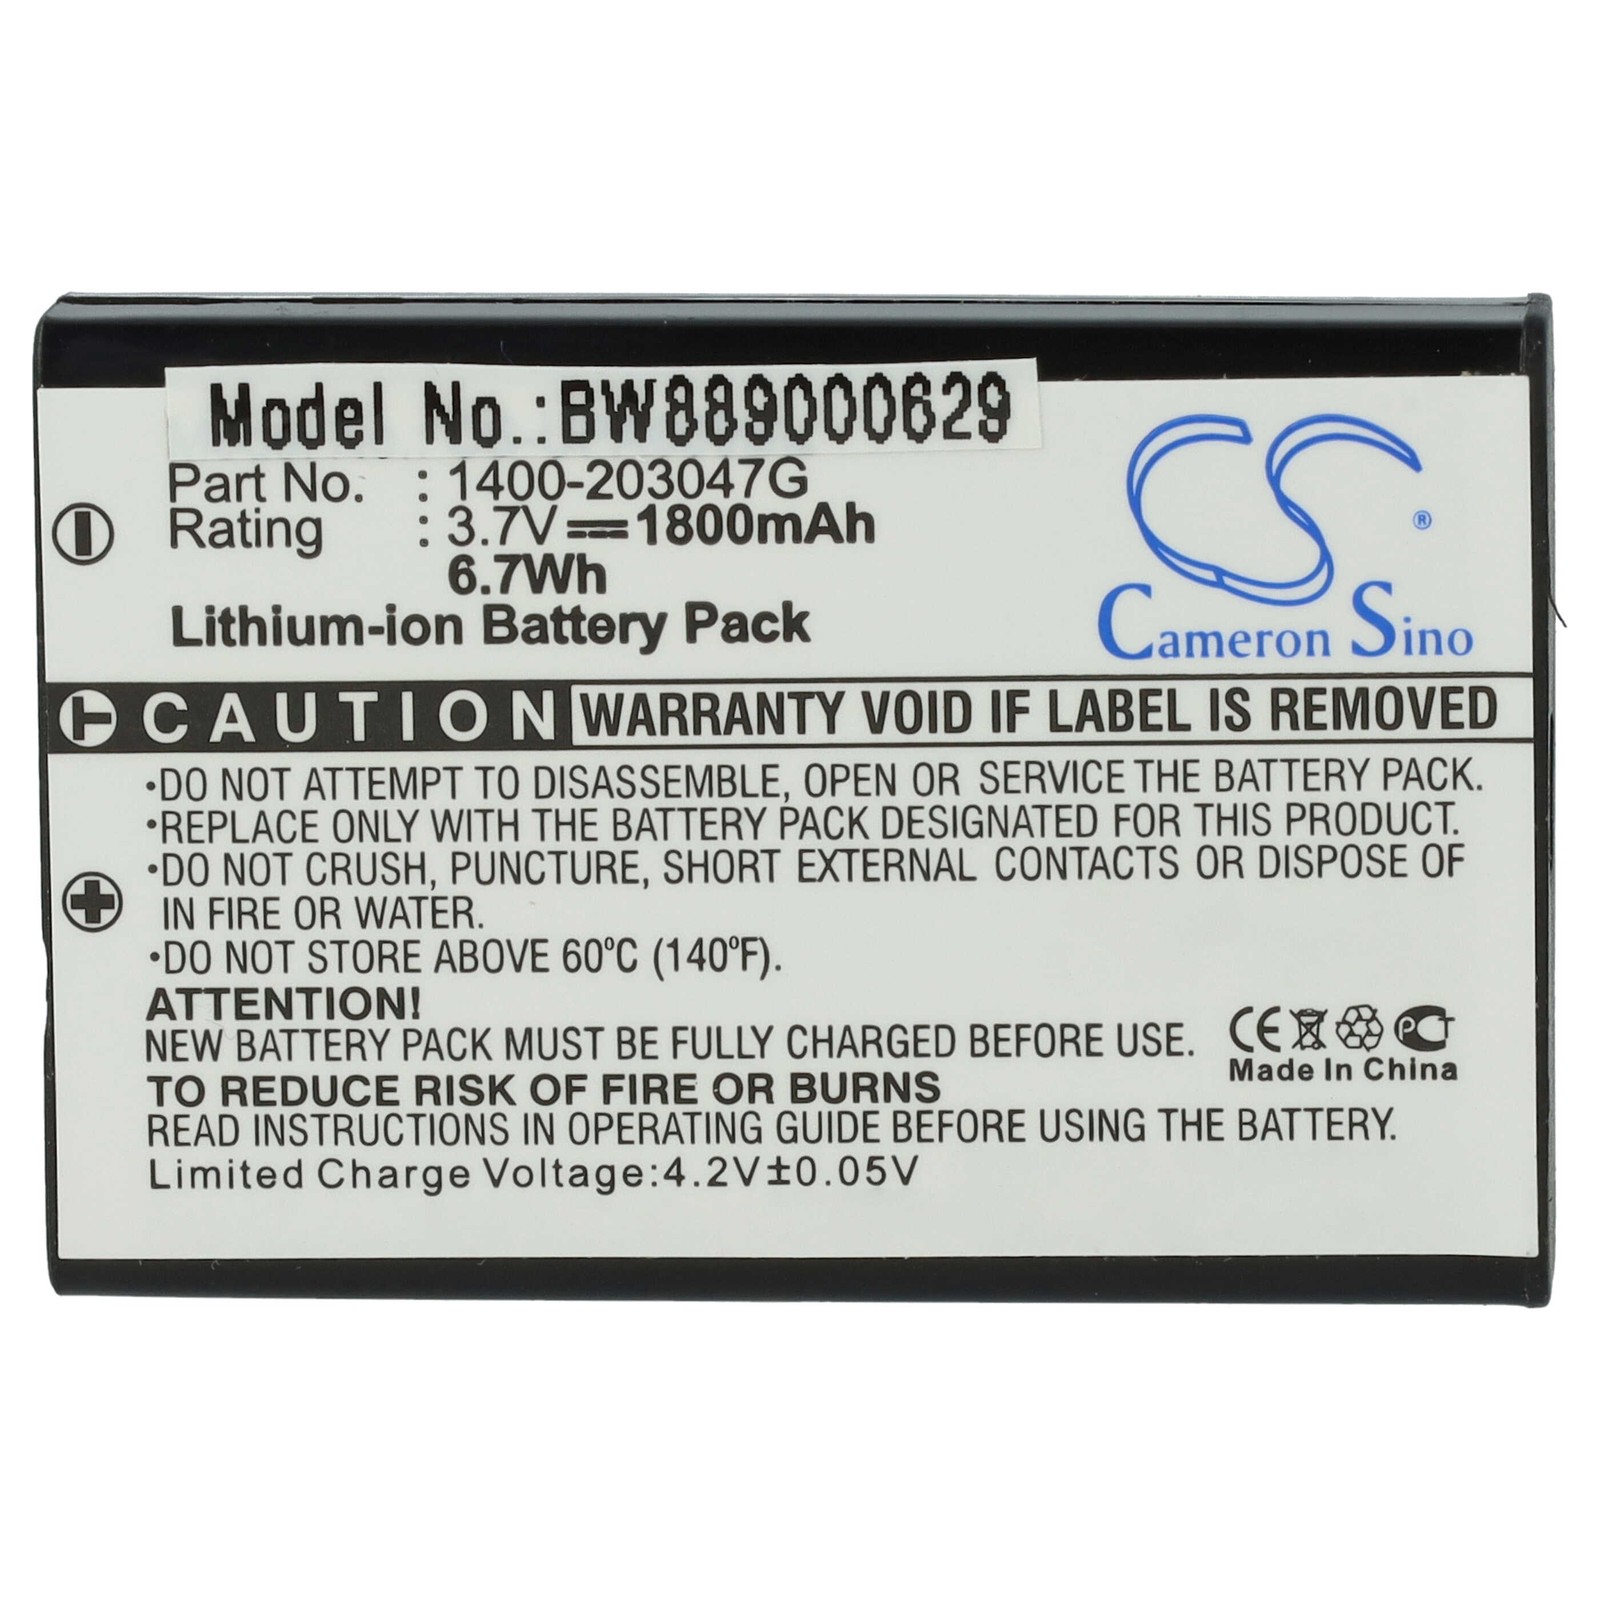 Model No.:BW889000629
Part No. : 1400-203047G
Rating : 3.7V⎓1800mAh
6.7Wh
Lithium-ion Battery Pack
CS®
Cameron Sino
CAUTION WARRANTY VOID IF LABEL IS REMOVED
•DO NOT ATTEMPT TO DISASSEMBLE, OPEN OR SERVICE THE BATTERY PACK.
•REPLACE ONLY WITH THE BATTERY PACK DESIGNATED FOR THIS PRODUCT.
•DO NOT CRUSH, PUNCTURE, SHORT EXTERNAL CONTACTS OR DISPOSE OF
IN FIRE OR WATER.
•DO NOT STORE ABOVE 60ºC (140ºF).
ATTENTION!
NEW BATTERY PACK MUST BE FULLY CHARGED BEFORE USE.
CE PCT
Made In China
TO REDUCE RISK OF FIRE OR BURNS
READ INSTRUCTIONS IN OPERATING GUIDE BEFORE USING THE BATTERY.
Limited Charge Voltage:4.2V±0.05V